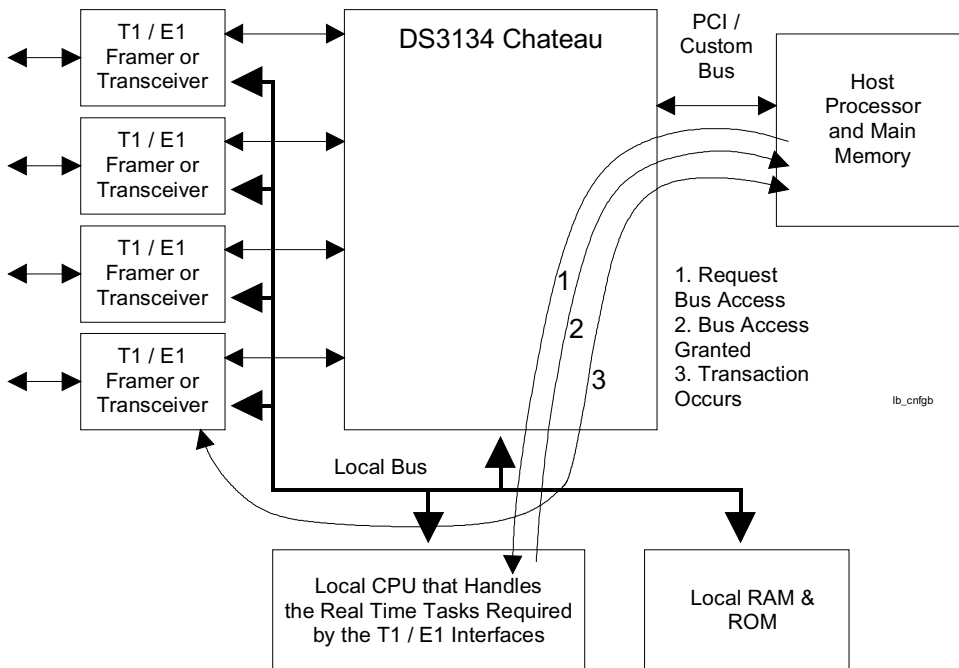 T1 / E1
Framer or
Transceiver
T1 / E1
Framer or
Transceiver
T1 / E1
Framer or
Transceiver
T1 / E1
Framer or
Transceiver
DS3134 Chateau
PCI /
Custom
Bus
Host
Processor
and Main
Memory
1
2
3
1. Request
Bus Access
2. Bus Access
Granted
3. Transaction
Occurs
lb_cnfgb
Local Bus
Local CPU that Handles
the Real Time Tasks Required
by the T1 / E1 Interfaces
Local RAM &
ROM